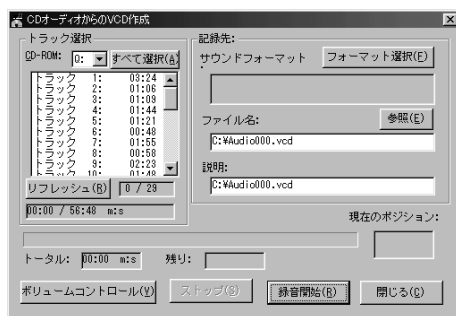 CDオーディオからのVCD作成
トラック選択
CD-ROM: 0: すべて選択(A)
トラック 1: 03:24
トラック 2: 01:06
トラック 3: 01:09
トラック 4: 01:44
トラック 5: 01:21
トラック 6: 00:48
トラック 7: 01:55
トラック 8: 00:58
トラック 9: 02:23
トラック 10: 01:48
リフレッシュ(R) 0 / 29
00:00 / 56:48 m:s
記録先:
サウンドフォーマット フォーマット選択(F)
:
ファイル名: 参照(E)
C:¥Audio000.vcd
説明:
C:¥Audio000.vcd
現在のポジション:
トータル: 00:00 m:s 残り:
ボリュームコントロール(V) ストップ(S) 録音開始(R) 閉じる(C)